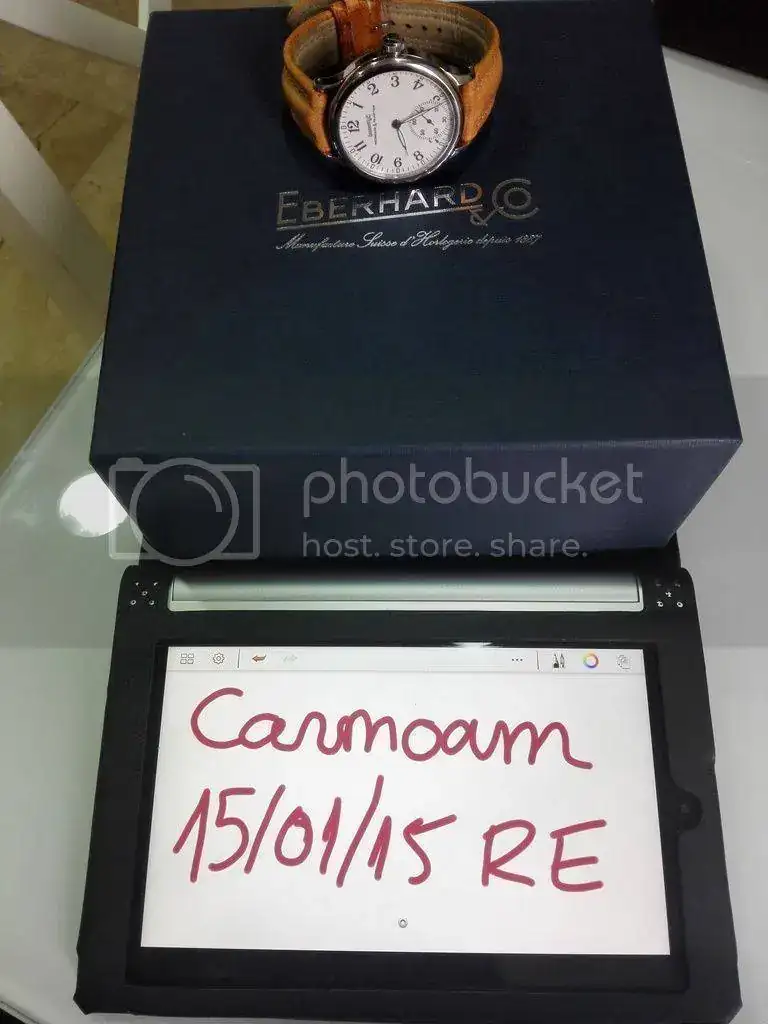 EBERHARD & CO
Manufacture Suisse d'Horlogerie depuis 1887
photobucket
host. store. share.
Carmoam
15/01/15 RE